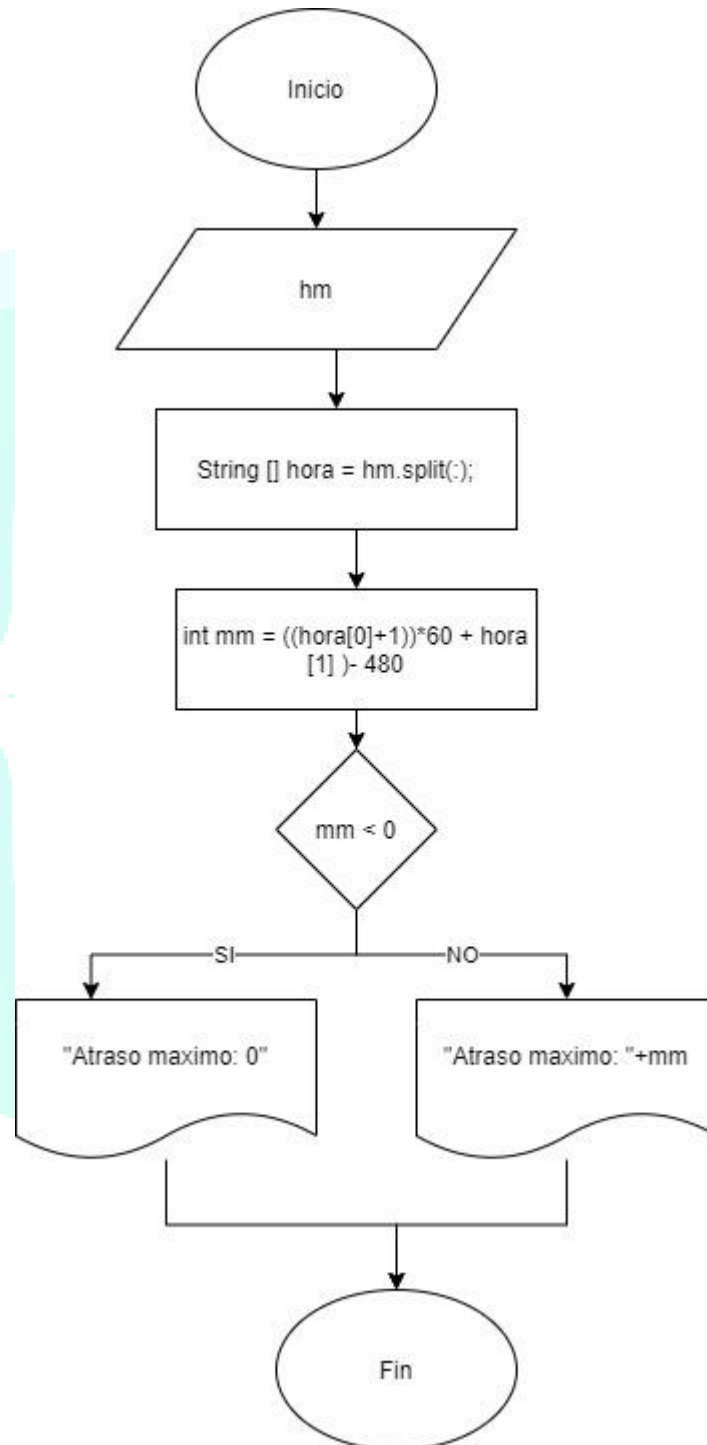 Inicio
hm
String [] hora = hm.split(:);
int mm = ((hora[0]+1))*60 + hora
[1] )- 480
mm < 0
SI
NO
"Atraso maximo: 0"
"Atraso maximo: "+mm
Fin